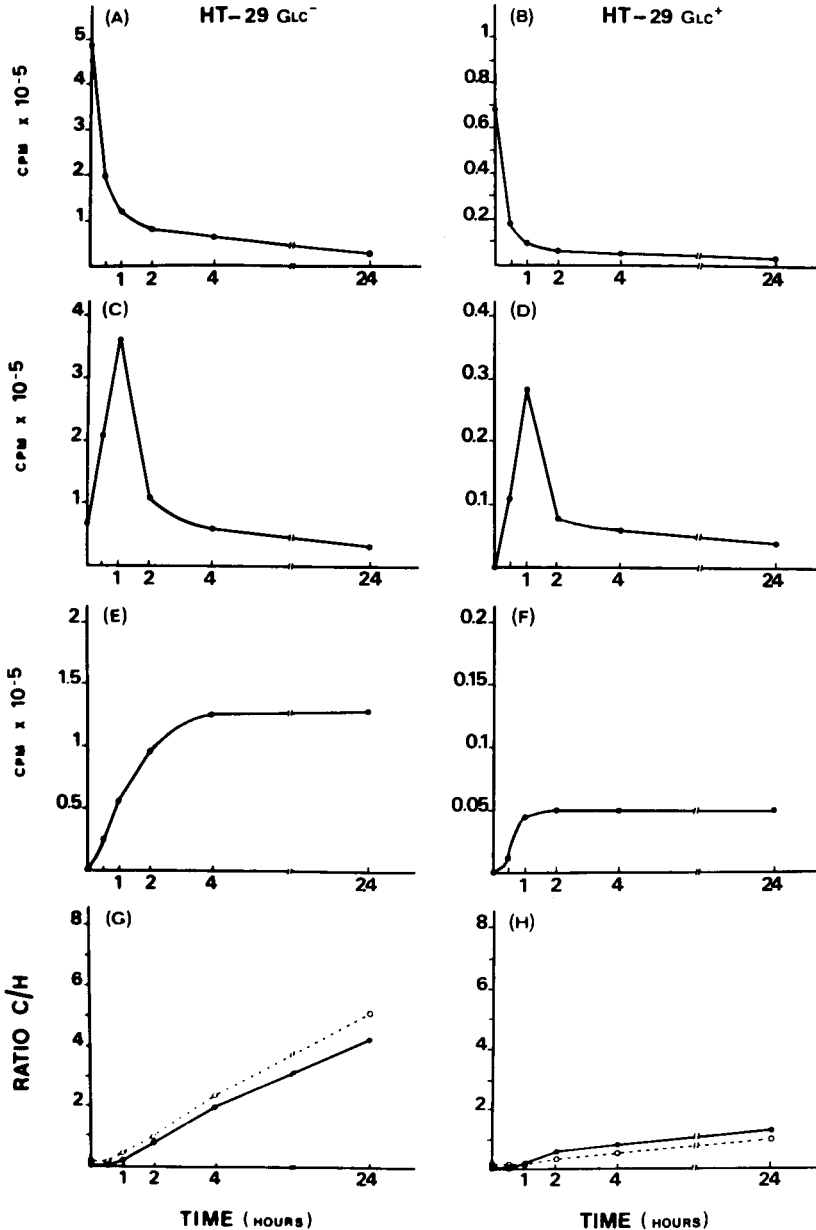 HT-29 GLC⁻
HT-29 GLC⁺
(A)
CPM x 10⁻⁵
5
4
3
2
1
1 2 4 24
(B)
1
0.8
0.6
0.4
0.2
1 2 4 24
(C)
CPM x 10⁻⁵
4
3
2
1
1 2 4 24
(D)
0.4
0.3
0.2
0.1
1 2 4 24
(E)
CPM x 10⁻⁵
2
1.5
1
0.5
1 2 4 24
(F)
0.2
0.15
0.1
0.05
1 2 4 24
(G)
RATIO C/H
8
6
4
2
1 2 4 24
TIME (HOURS)
(H)
8
6
4
2
1 2 4 24
TIME (HOURS)